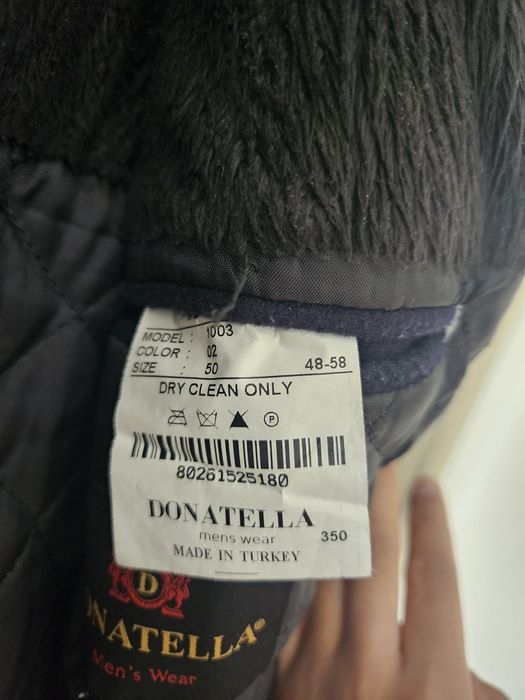 MODEL : 1003
COLOR : 02
SIZE : 50 48-58
DRY CLEAN ONLY
P
80261525180
DONATELLA
mens wear 350
MADE IN TURKEY
D
DONATELLA®
Men's Wear